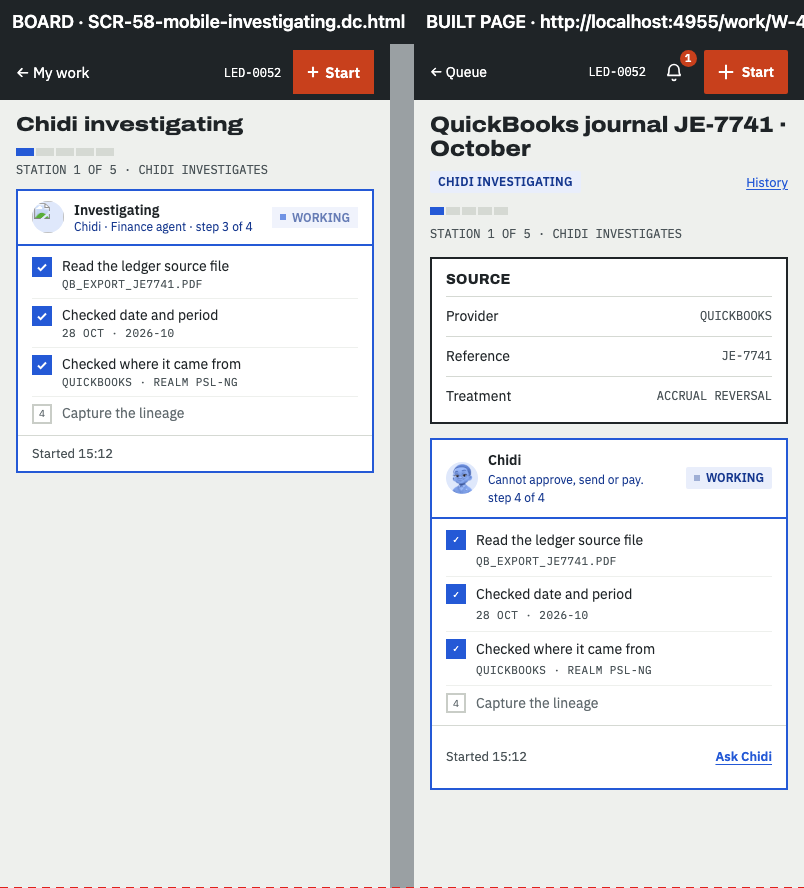 BOARD · SCR-58-mobile-investigating.dc.html
← My work
LED-0052
+ Start
Chidi investigating
STATION 1 OF 5 · CHIDI INVESTIGATES
Investigating
Chidi · Finance agent · step 3 of 4
WORKING
Read the ledger source file
QB_EXPORT_JE7741.PDF
Checked date and period
28 OCT · 2026-10
Checked where it came from
QUICKBOOKS · REALM PSL-NG
4
Capture the lineage
Started 15:12
BUILT PAGE · http://localhost:4955/work/W-4
← Queue
LED-0052
1
+ Start
QuickBooks journal JE-7741 ·
October
CHIDI INVESTIGATING
History
STATION 1 OF 5 · CHIDI INVESTIGATES
SOURCE
Provider
QUICKBOOKS
Reference
JE-7741
Treatment
ACCRUAL REVERSAL
Chidi
Cannot approve, send or pay.
step 4 of 4
WORKING
✓
Read the ledger source file
QB_EXPORT_JE7741.PDF
✓
Checked date and period
28 OCT · 2026-10
✓
Checked where it came from
QUICKBOOKS · REALM PSL-NG
4
Capture the lineage
Started 15:12
Ask Chidi